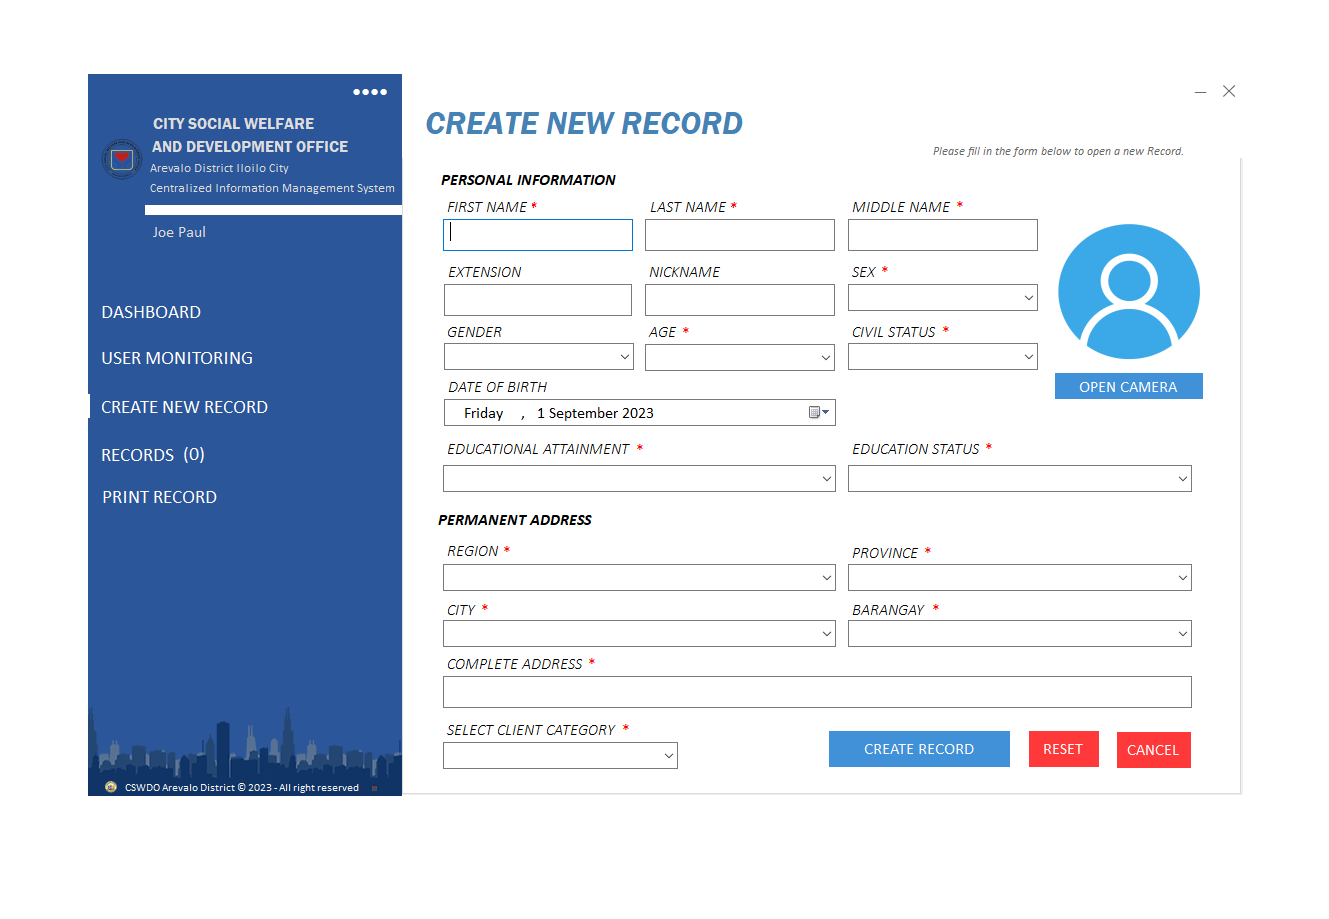 CITY SOCIAL WELFARE
AND DEVELOPMENT OFFICE
Arevalo District Iloilo City
Centralized Information Management System
Joe Paul
DASHBOARD
USER MONITORING
CREATE NEW RECORD
RECORDS (0)
PRINT RECORD
CSWDO Arevalo District © 2023 - All right reserved
CREATE NEW RECORD
Please fill in the form below to open a new Record.
PERSONAL INFORMATION
FIRST NAME * LAST NAME * MIDDLE NAME *
EXTENSION NICKNAME SEX *
GENDER AGE * CIVIL STATUS *
OPEN CAMERA
DATE OF BIRTH
Friday , 1 September 2023
EDUCATIONAL ATTAINMENT * EDUCATION STATUS *
PERMANENT ADDRESS
REGION * PROVINCE *
CITY * BARANGAY *
COMPLETE ADDRESS *
SELECT CLIENT CATEGORY *
CREATE RECORD RESET CANCEL